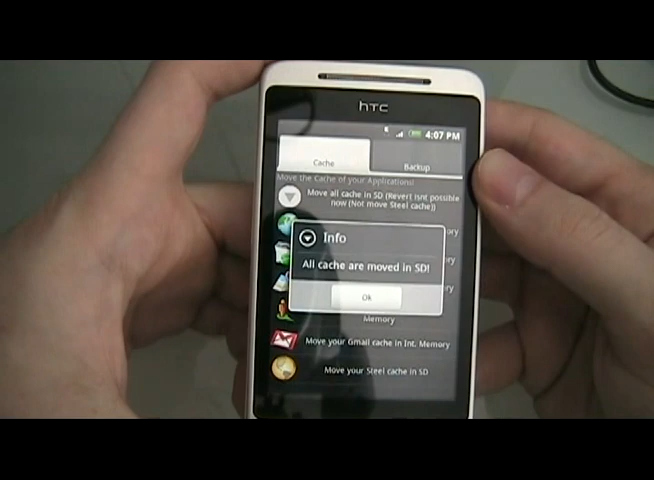 hTC
4:07 PM
Cache
Backup
Move the Cache of your Applications!
Move all cache in SD (Revert isnt possible
now (Not move Steel cache))
Info
All cache are moved in SD!
Ok
Memory
Move your Gmail cache in Int. Memory
Move your Steel cache in SD